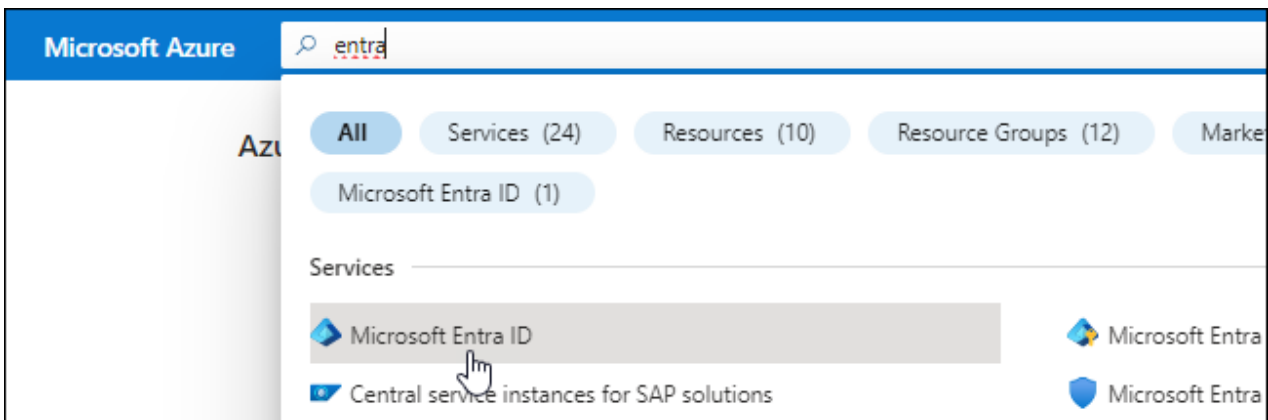 Microsoft Azure
entra
All
Services (24)
Resources (10)
Resource Groups (12)
Microsoft Entra ID (1)
Services
Microsoft Entra ID
Microsoft Entra
Central service instances for SAP solutions
Microsoft Entra